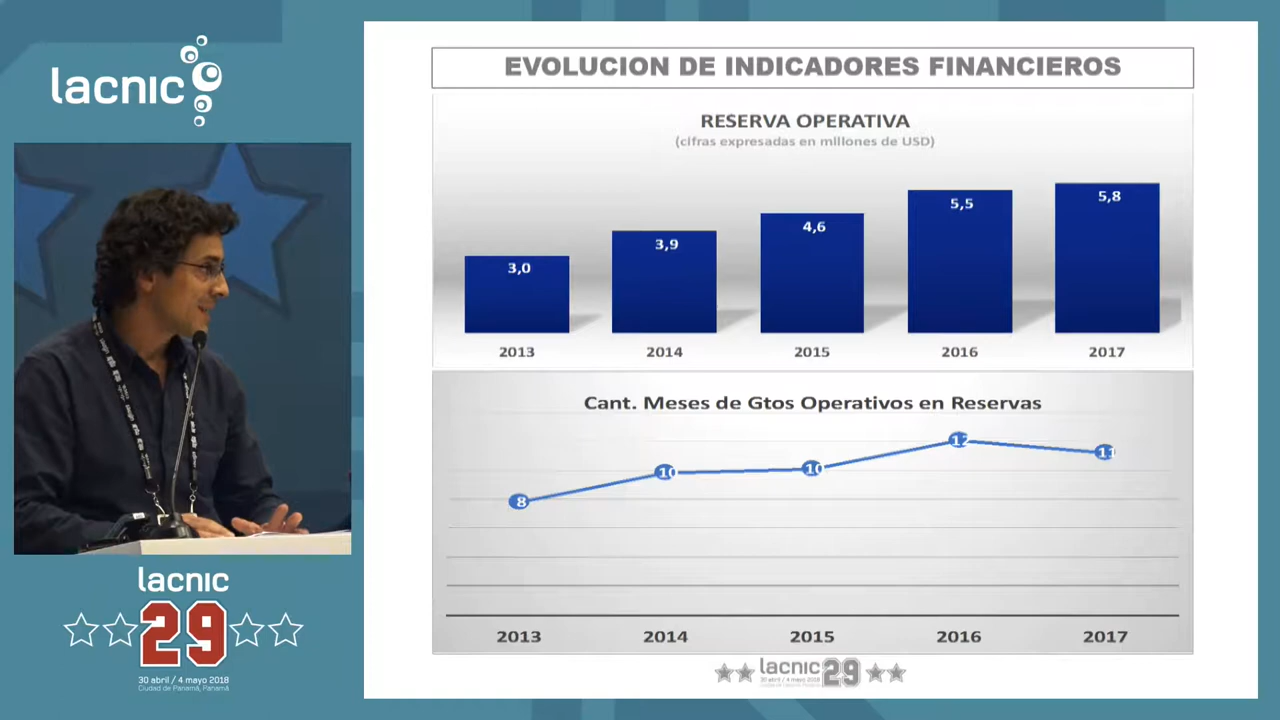 lacnic
EVOLUCION DE INDICADORES FINANCIEROS
RESERVA OPERATIVA
(cifras expresadas en millones de USD)
3,0
3,9
4,6
5,5
5,8
2013
2014
2015
2016
2017
Cant. Meses de Gtos Operativos en Reservas
8
10
10
12
11
2013
2014
2015
2016
2017
lacnic
29
30 abril / 4 mayo 2018
Ciudad de Panamá, Panamá
lacnic 29